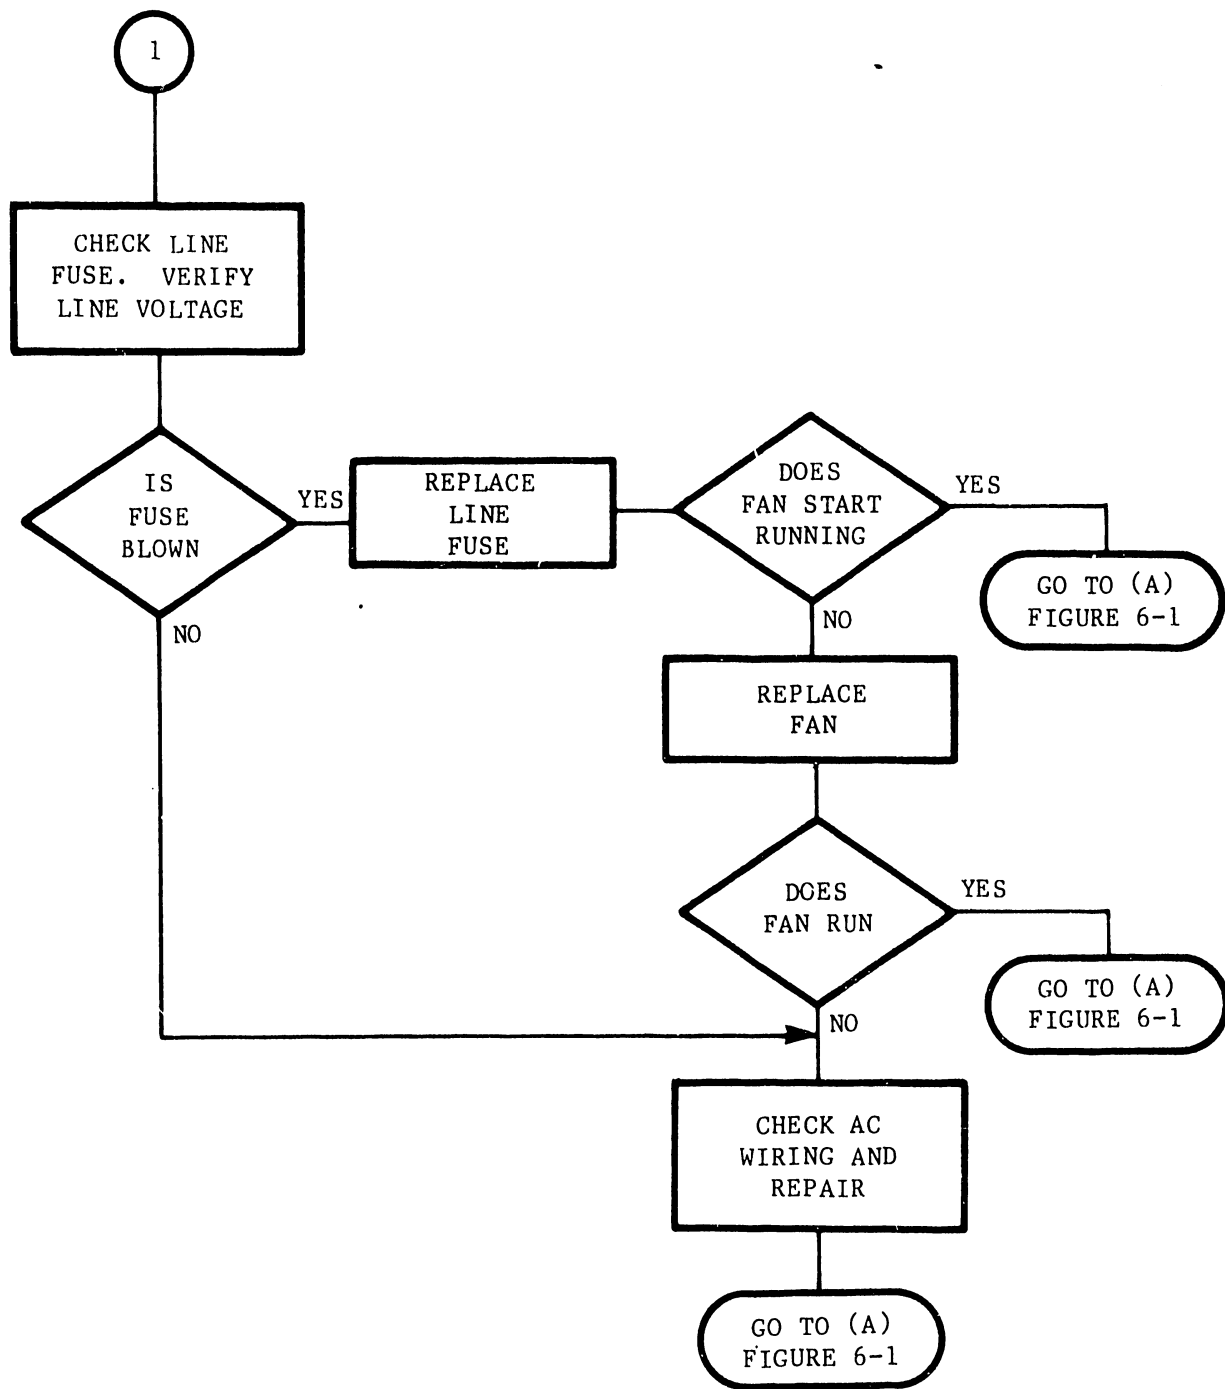 1
CHECK LINE
FUSE. VERIFY
LINE VOLTAGE
IS
FUSE
BLOWN
YES
NO
REPLACE
LINE
FUSE
DOES
FAN START
RUNNING
YES
GO TO (A)
FIGURE 6-1
NO
REPLACE
FAN
DOES
FAN RUN
YES
GO TO (A)
FIGURE 6-1
NO
CHECK AC
WIRING AND
REPAIR
GO TO (A)
FIGURE 6-1